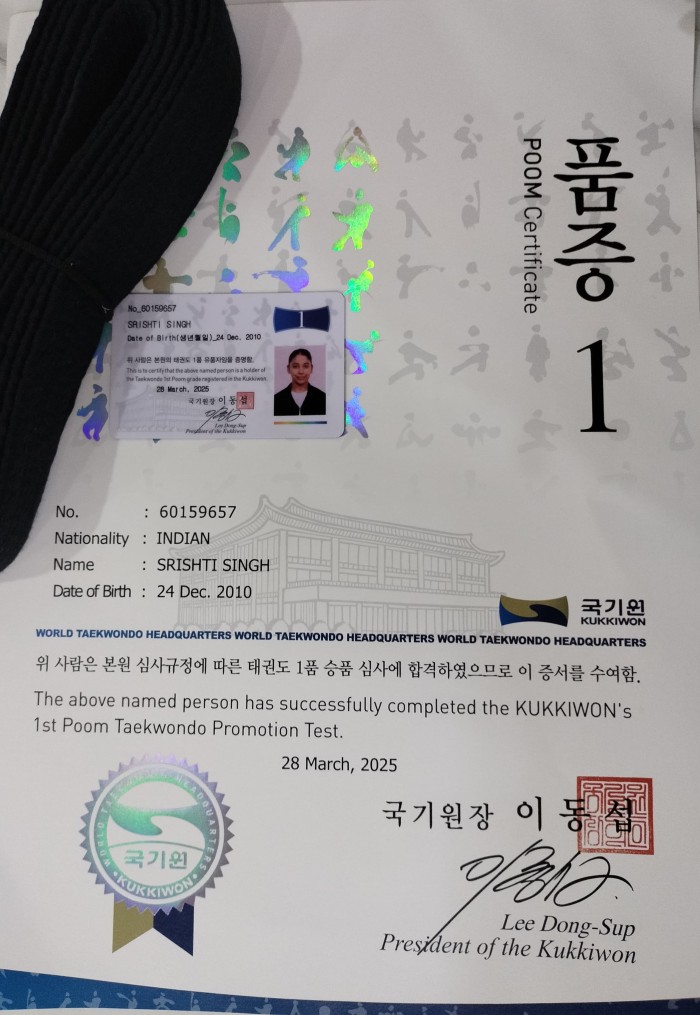 품증
POOM Certificate
1
No_60159657
SRISHTI SINGH
Date of Birth(생년월일)_24 Dec. 2010
위 사람은 본원의 태권도 1품 유품자임을 증명함.
This is to certify that the above named person is a holder of
the Taekwondo 1st Poom grade registered in the Kukkiwon.
28 March, 2025
국기원장 이동섭
Lee Dong-Sup
President of the Kukkiwon
No. : 60159657
Nationality : INDIAN
Name : SRISHTI SINGH
Date of Birth : 24 Dec. 2010
국기원
KUKKIWON
WORLD TAEKWONDO HEADQUARTERS WORLD TAEKWONDO HEADQUARTERS WORLD TAEKWONDO HEADQUARTERS
위 사람은 본원 심사규정에 따른 태권도 1품 승품 심사에 합격하였으므로 이 증서를 수여함.
The above named person has successfully completed the KUKKIWON's
1st Poom Taekwondo Promotion Test.
28 March, 2025
국기원장 이동섭
Lee Dong-Sup
President of the Kukkiwon
WORLD TAEKWONDO HEADQUARTERS
국기원
KUKKIWON